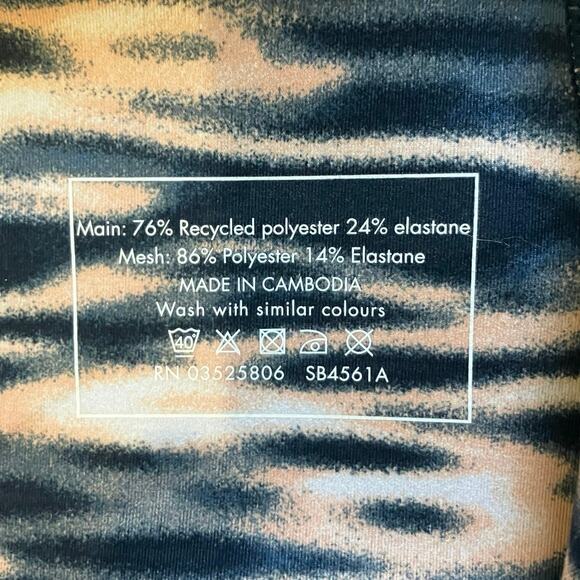 Main: 76% Recycled polyester 24% elastane
Mesh: 86% Polyester 14% Elastane
MADE IN CAMBODIA
Wash with similar colours
40
RN 03525806 SB4561A